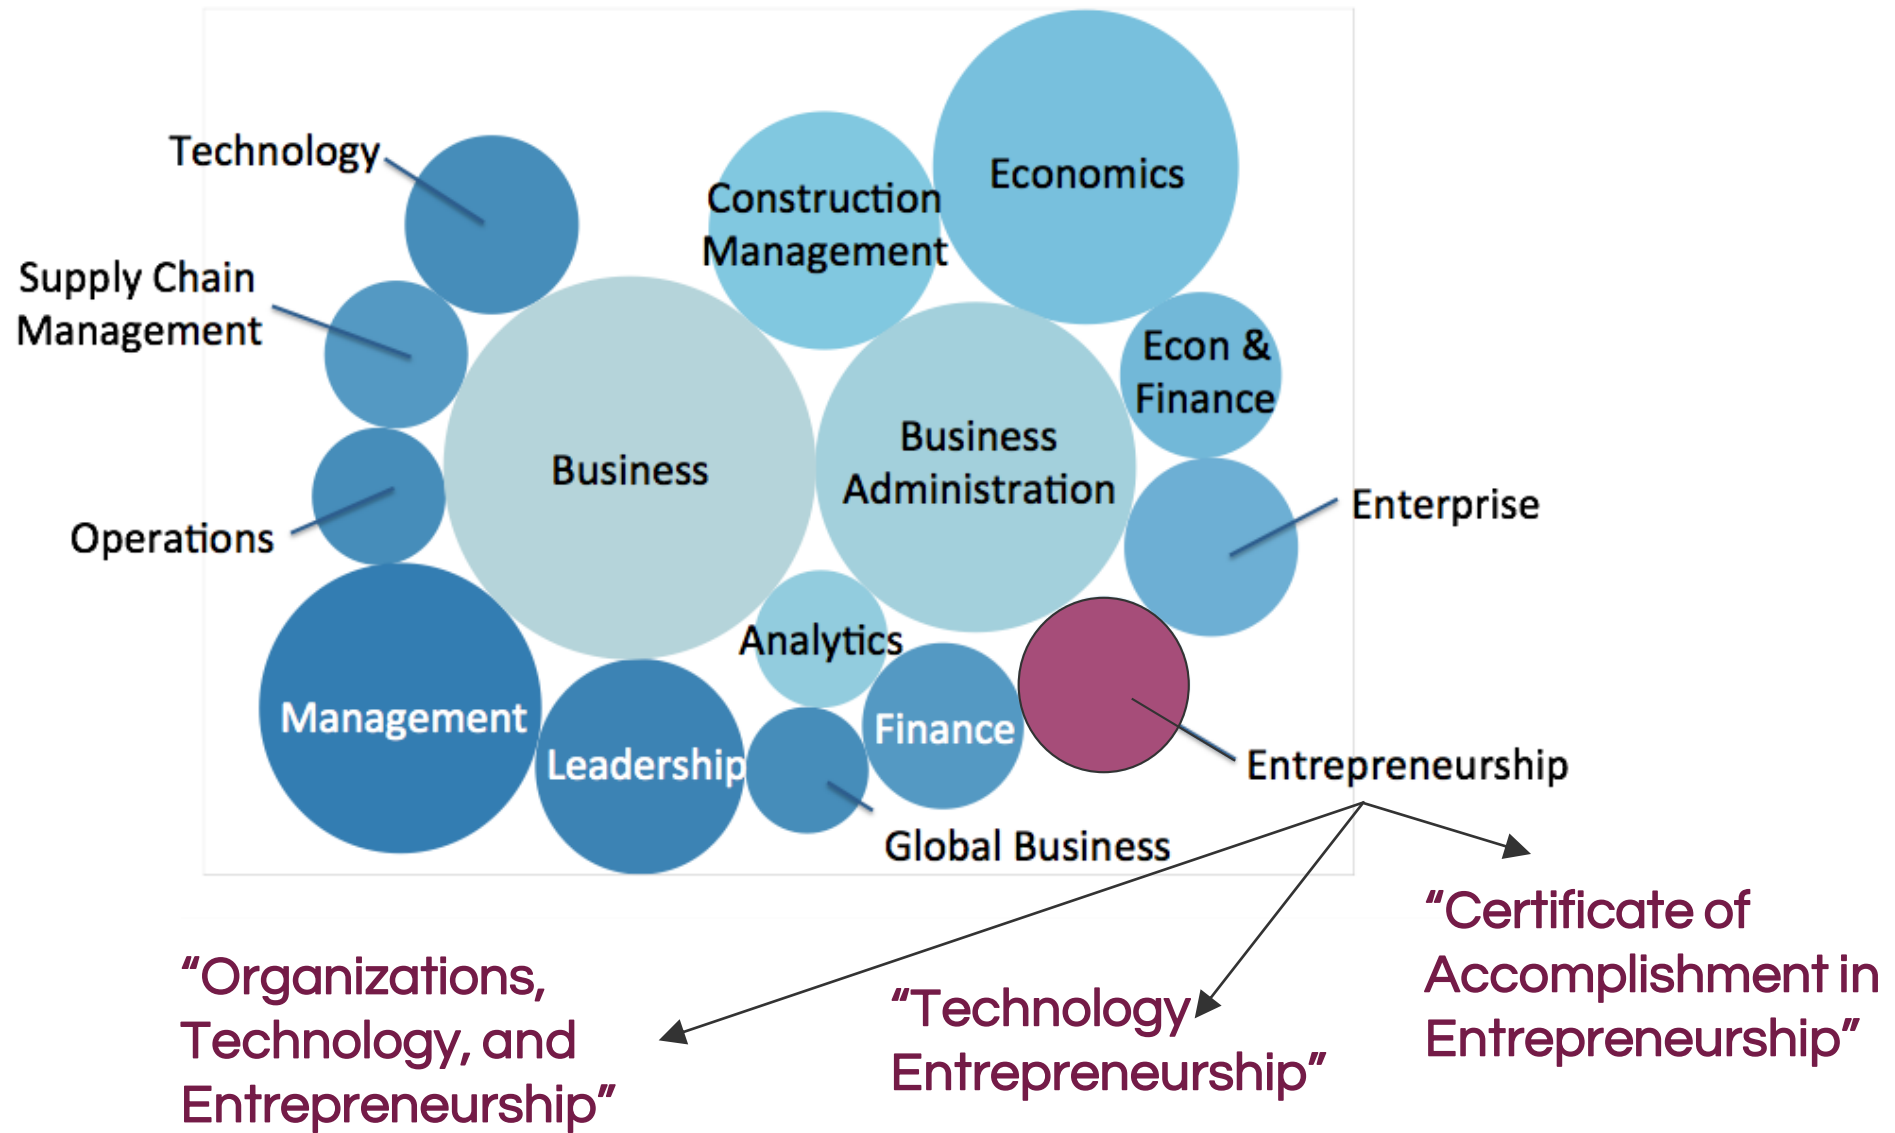 Technology
Construction
Management
Economics
Supply Chain
Management
Econ &
Finance
Business
Business
Administration
Enterprise
Operations
Analytics
Management
Leadership
Finance
Entrepreneurship
Global Business
“Organizations,
Technology, and
Entrepreneurship”
“Technology
Entrepreneurship”
“Certificate of
Accomplishment in
Entrepreneurship”